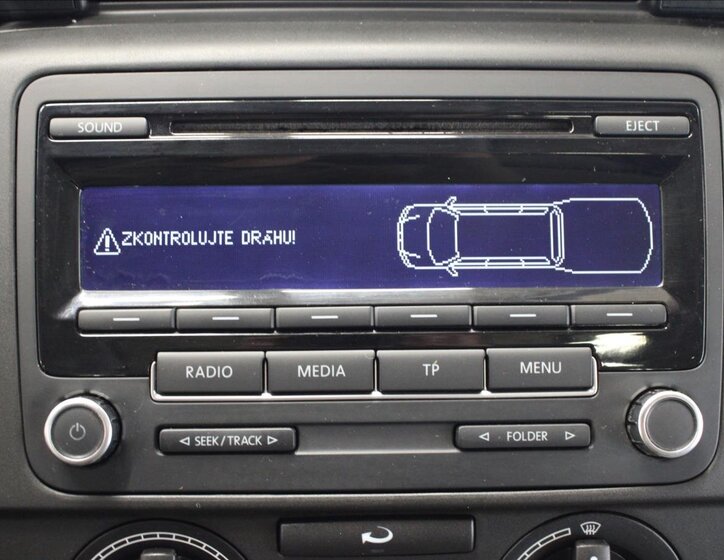 SOUND
EJECT
ZKONTROLUJTE DRÁHU!
RADIO
MEDIA
TP
MENU
SEEK/TRACK
FOLDER